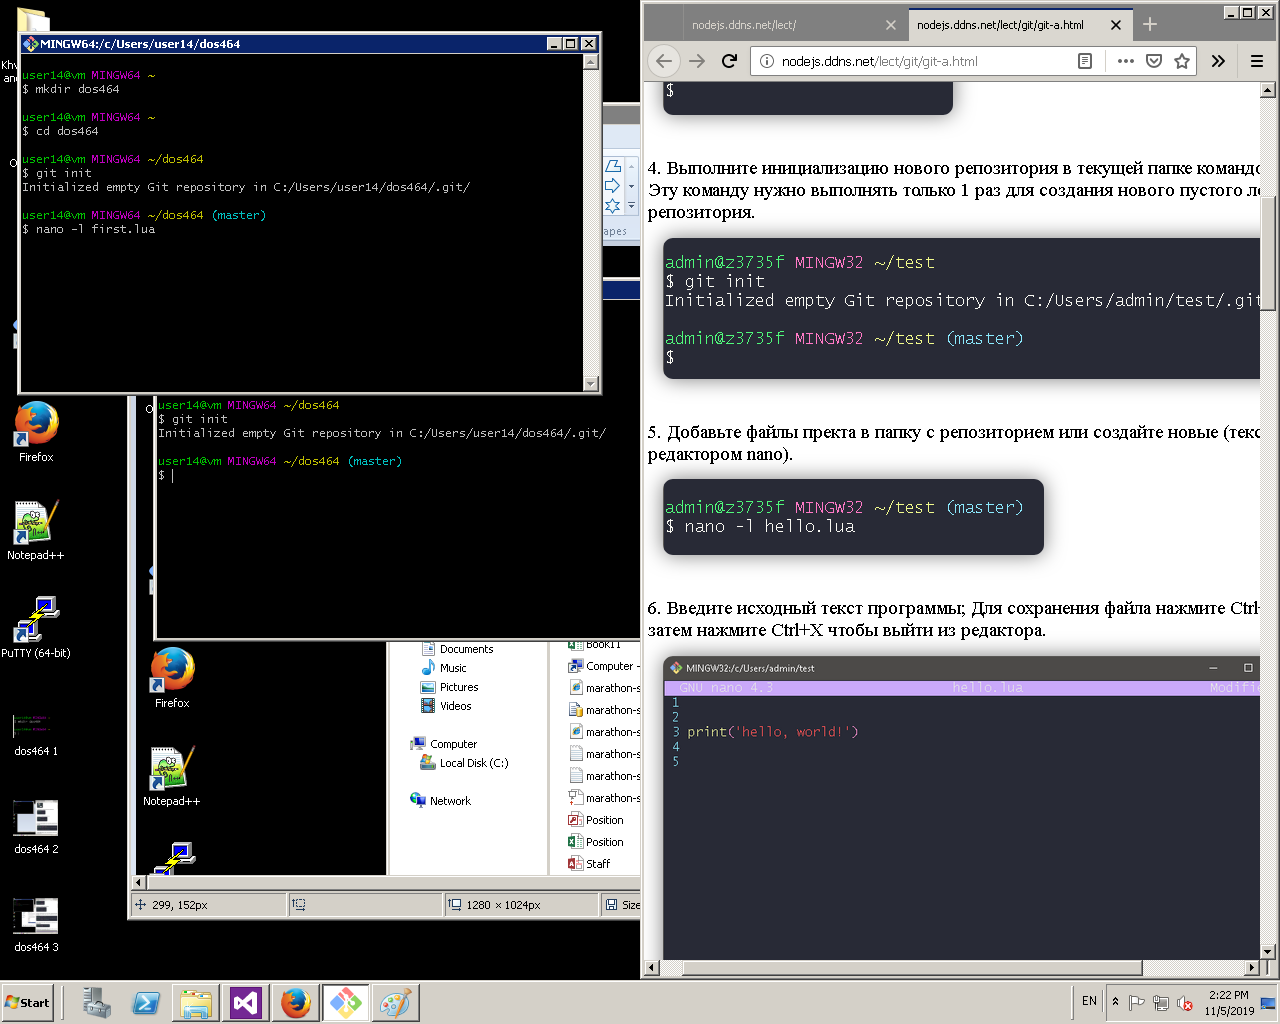 MINGW64:/c/Users/user14/dos464
user14@vm MINGW64 ~
$ mkdir dos464
user14@vm MINGW64 ~
$ cd dos464
user14@vm MINGW64 ~/dos464
$ git init
Initialized empty Git repository in C:/Users/user14/dos464/.git/
user14@vm MINGW64 ~/dos464 (master)
$ nano -l first.lua
apes
user14@vm MINGW64 ~/dos464
$ git init
Initialized empty Git repository in C:/Users/user14/dos464/.git/
user14@vm MINGW64 ~/dos464 (master)
$
Firefox
Notepad++
PuTTY (64-bit)
dos464 1
dos464 2
dos464 3
Firefox
Notepad++
Documents
Music
Pictures
Videos
Computer
Local Disk (C:)
Network
Book11
Computer -
marathon-s
marathon-s
marathon-s
marathon-s
marathon-s
marathon-s
Position
Position
Staff
299, 152px
1280 × 1024px
Size
nodejs.ddns.net/lect/
nodejs.ddns.net/lect/git/git-a.html
nodejs.ddns.net/lect/git/git-a.html
$
4. Выполните инициализацию нового репозитория в текущей папке командо
Эту команду нужно выполнять только 1 раз для создания нового пустого ло
репозитория.
admin@z3735f MINGW32 ~/test
$ git init
Initialized empty Git repository in C:/Users/admin/test/.git
admin@z3735f MINGW32 ~/test (master)
$
5. Добавьте файлы пректа в папку с репозиторием или создайте новые (текс
редактором nano).
admin@z3735f MINGW32 ~/test (master)
$ nano -l hello.lua
6. Введите исходный текст программы; Для сохранения файла нажмите Ctrl+
затем нажмите Ctrl+X чтобы выйти из редактора.
MINGW32:/c/Users/admin/test
GNU nano 4.3 hello.lua Modifie
1
2
3 print('hello, world!')
4
5
Start
EN
2:22 PM
11/5/2019